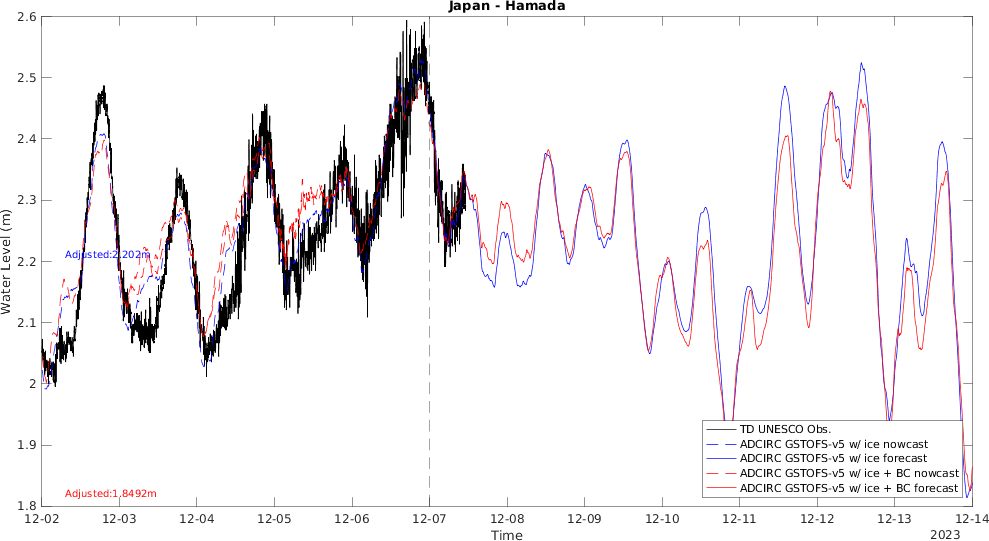 Japan - Hamada
Water Level (m)
2.6
2.5
2.4
2.3
2.2
2.1
2
1.9
1.8
Adjusted:2.202m
Adjusted:1.8492m
TD UNESCO Obs.
ADCIRC GSTOFS-v5 w/ ice nowcast
ADCIRC GSTOFS-v5 w/ ice forecast
ADCIRC GSTOFS-v5 w/ ice + BC nowcast
ADCIRC GSTOFS-v5 w/ ice + BC forecast
12-02 12-03 12-04 12-05 12-06 12-07 12-08 12-09 12-10 12-11 12-12 12-13 12-14
Time
2023